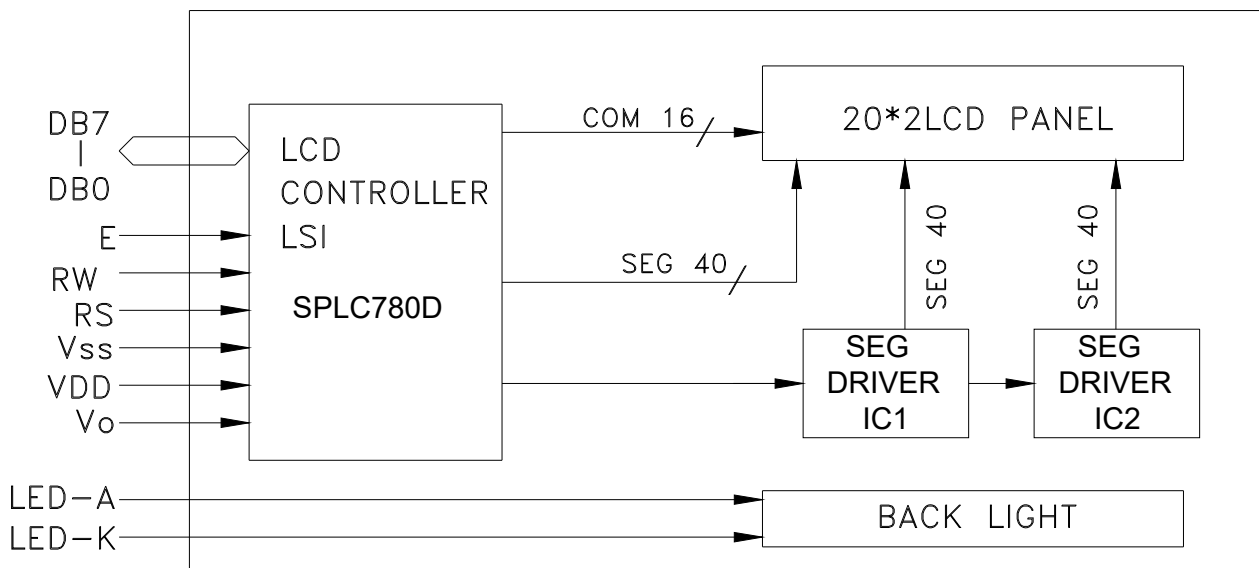 DB7
|
DB0
E
RW
RS
Vss
VDD
Vo
LED-A
LED-K
LCD
CONTROLLER
LSI
SPLC780D
COM 16
SEG 40
20*2LCD PANEL
SEG 40
SEG 40
SEG
DRIVER
IC1
SEG
DRIVER
IC2
BACK LIGHT